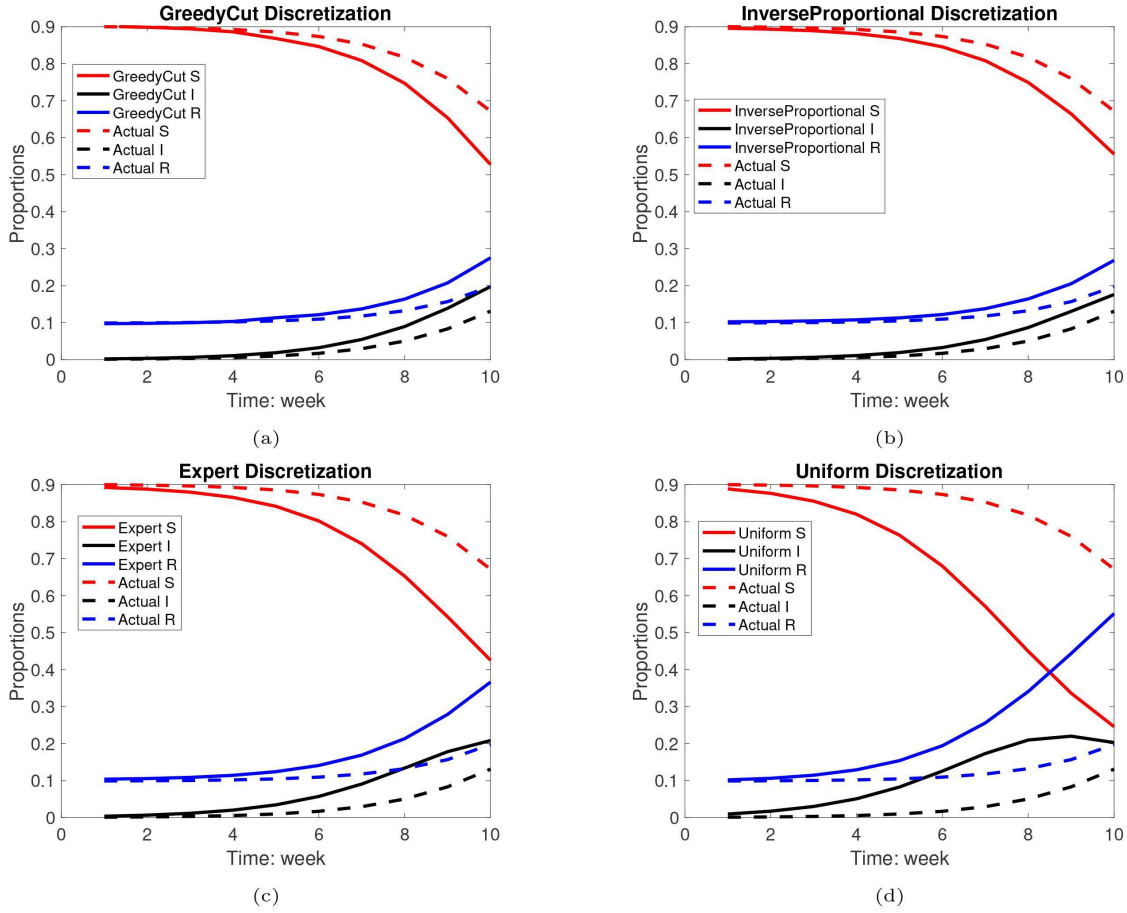 GreedyCut Discretization
0.9
0.8
0.7
0.6
0.5
0.4
0.3
0.2
0.1
0
Proportions
GreedyCut S
GreedyCut I
GreedyCut R
Actual S
Actual I
Actual R
0 2 4 6 8 10
Time: week
(a)
InverseProportional Discretization
0.9
0.8
0.7
0.6
0.5
0.4
0.3
0.2
0.1
0
Proportions
InverseProportional S
InverseProportional I
InverseProportional R
Actual S
Actual I
Actual R
0 2 4 6 8 10
Time: week
(b)
Expert Discretization
0.9
0.8
0.7
0.6
0.5
0.4
0.3
0.2
0.1
0
Proportions
Expert S
Expert I
Expert R
Actual S
Actual I
Actual R
0 2 4 6 8 10
Time: week
(c)
Uniform Discretization
0.9
0.8
0.7
0.6
0.5
0.4
0.3
0.2
0.1
0
Proportions
Uniform S
Uniform I
Uniform R
Actual S
Actual I
Actual R
0 2 4 6 8 10
Time: week
(d)